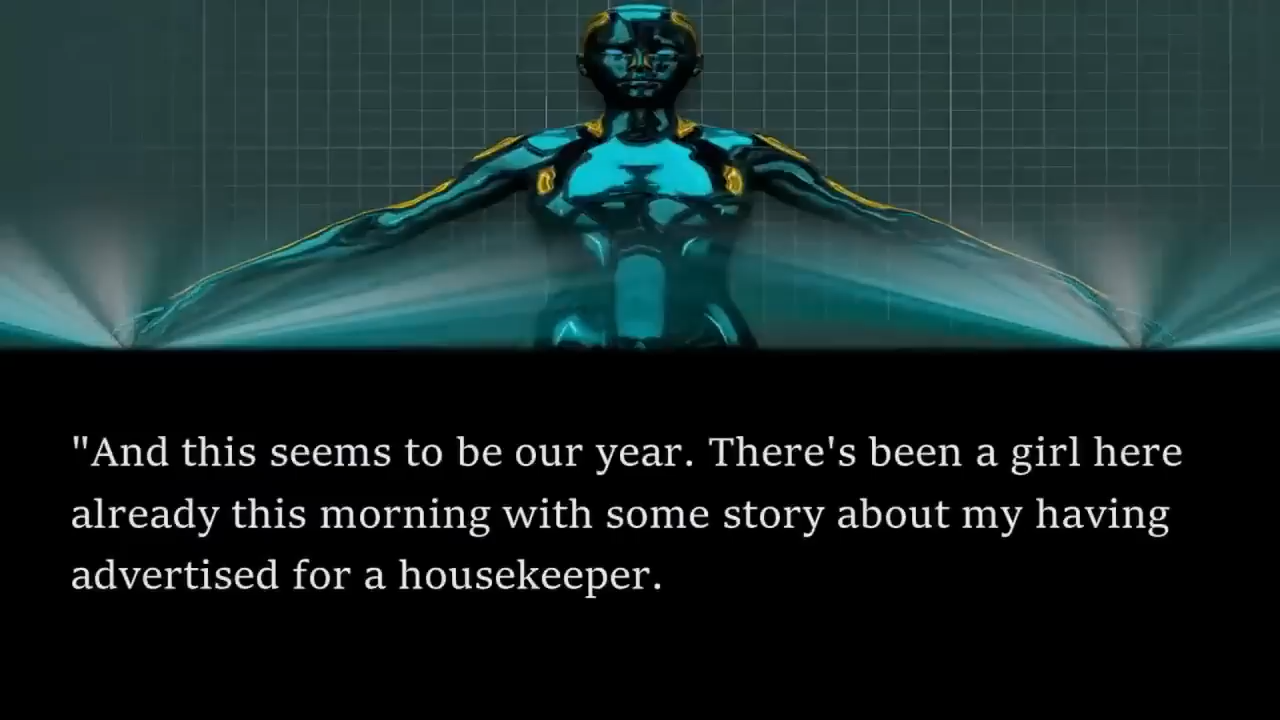 "And this seems to be our year. There's been a girl here
already this morning with some story about my having
advertised for a housekeeper.